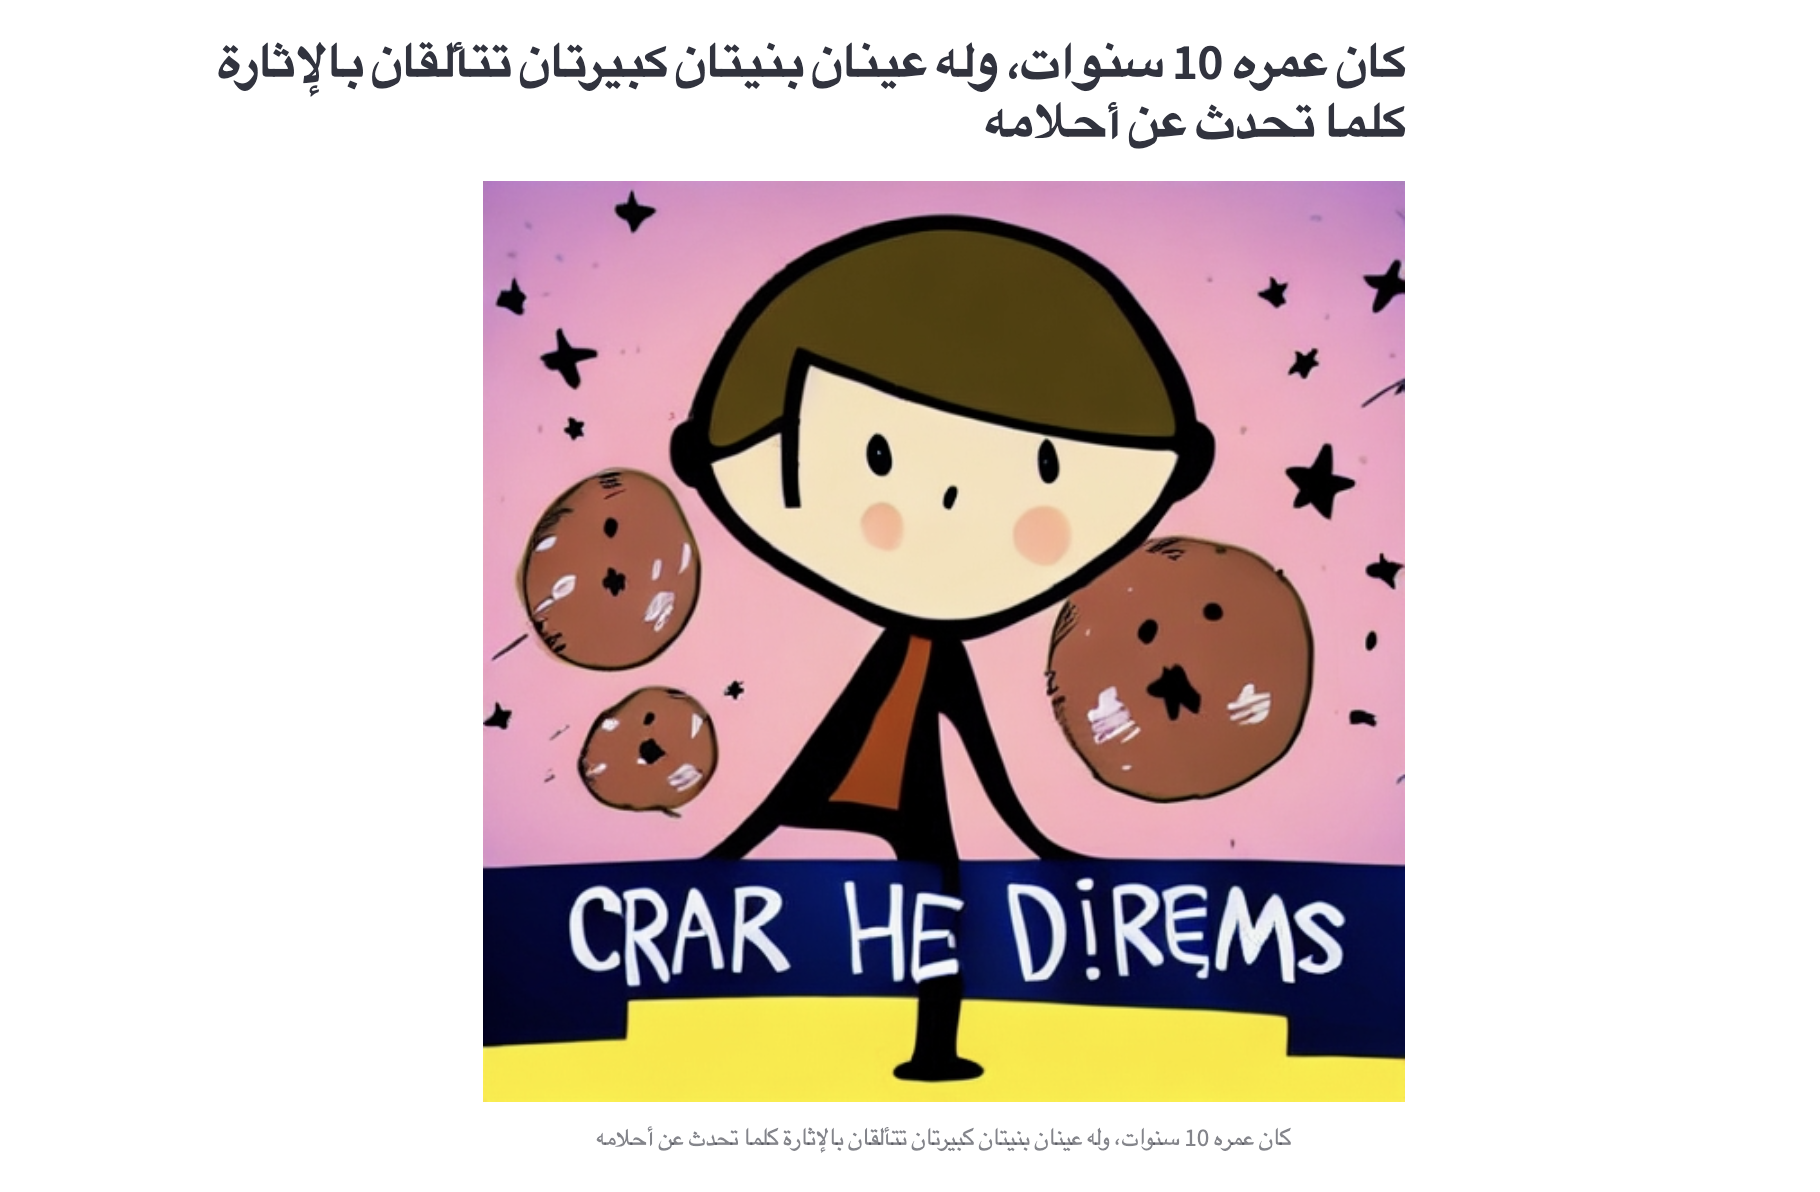 كان عمره 10 سنوات، وله عينان بنيتان كبيرتان تتألقان بالإثارة
كلما تحدث عن أحلامه
CRAR HE DiREMS
كان عمره 10 سنوات، وله عينان بنيتان كبيرتان تتألقان بالإثارة كلما تحدث عن أحلامه